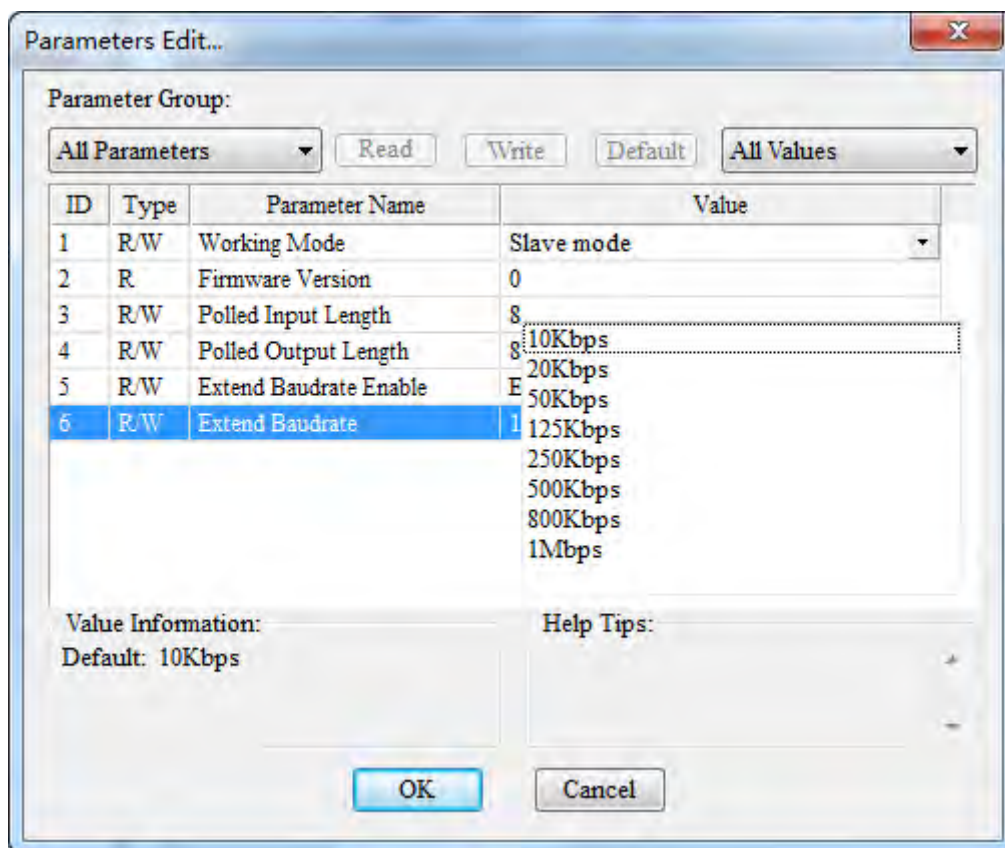 Parameters Edit...
Parameter Group:
All Parameters Read Write Default All Values
ID Type Parameter Name Value
1 R/W Working Mode Slave mode
2 R Firmware Version 0
3 R/W Polled Input Length 8
4 R/W Polled Output Length 8
5 R/W Extend Baudrate Enable E
6 R/W Extend Baudrate 1
10Kbps
20Kbps
50Kbps
125Kbps
250Kbps
500Kbps
800Kbps
1Mbps
Value Information:
Default: 10Kbps
Help Tips:
OK Cancel